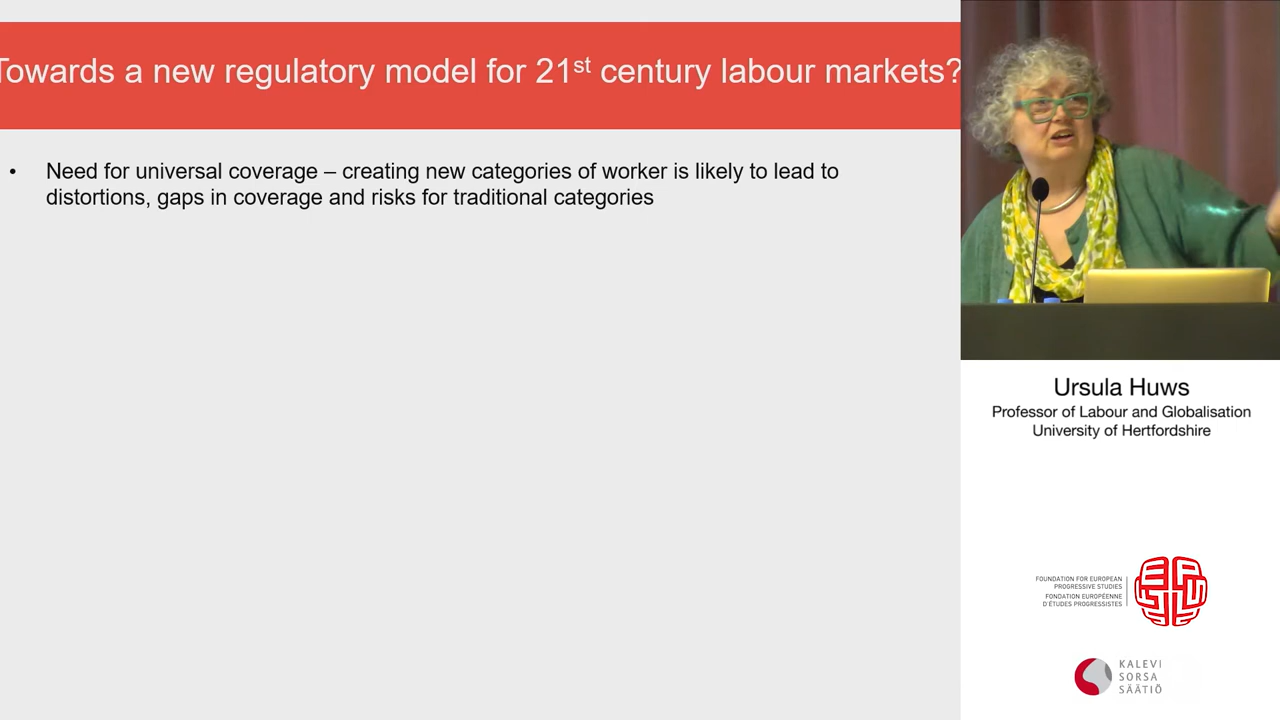 Towards a new regulatory model for 21st century labour markets?
• Need for universal coverage – creating new categories of worker is likely to lead to
distortions, gaps in coverage and risks for traditional categories
Ursula Huws
Professor of Labour and Globalisation
University of Hertfordshire
FOUNDATION FOR EUROPEAN
PROGRESSIVE STUDIES
FONDATION EUROPÉENNE
D'ÉTUDES PROGRESSISTES
KALEVI
SORSA
SÄÄTIÖ